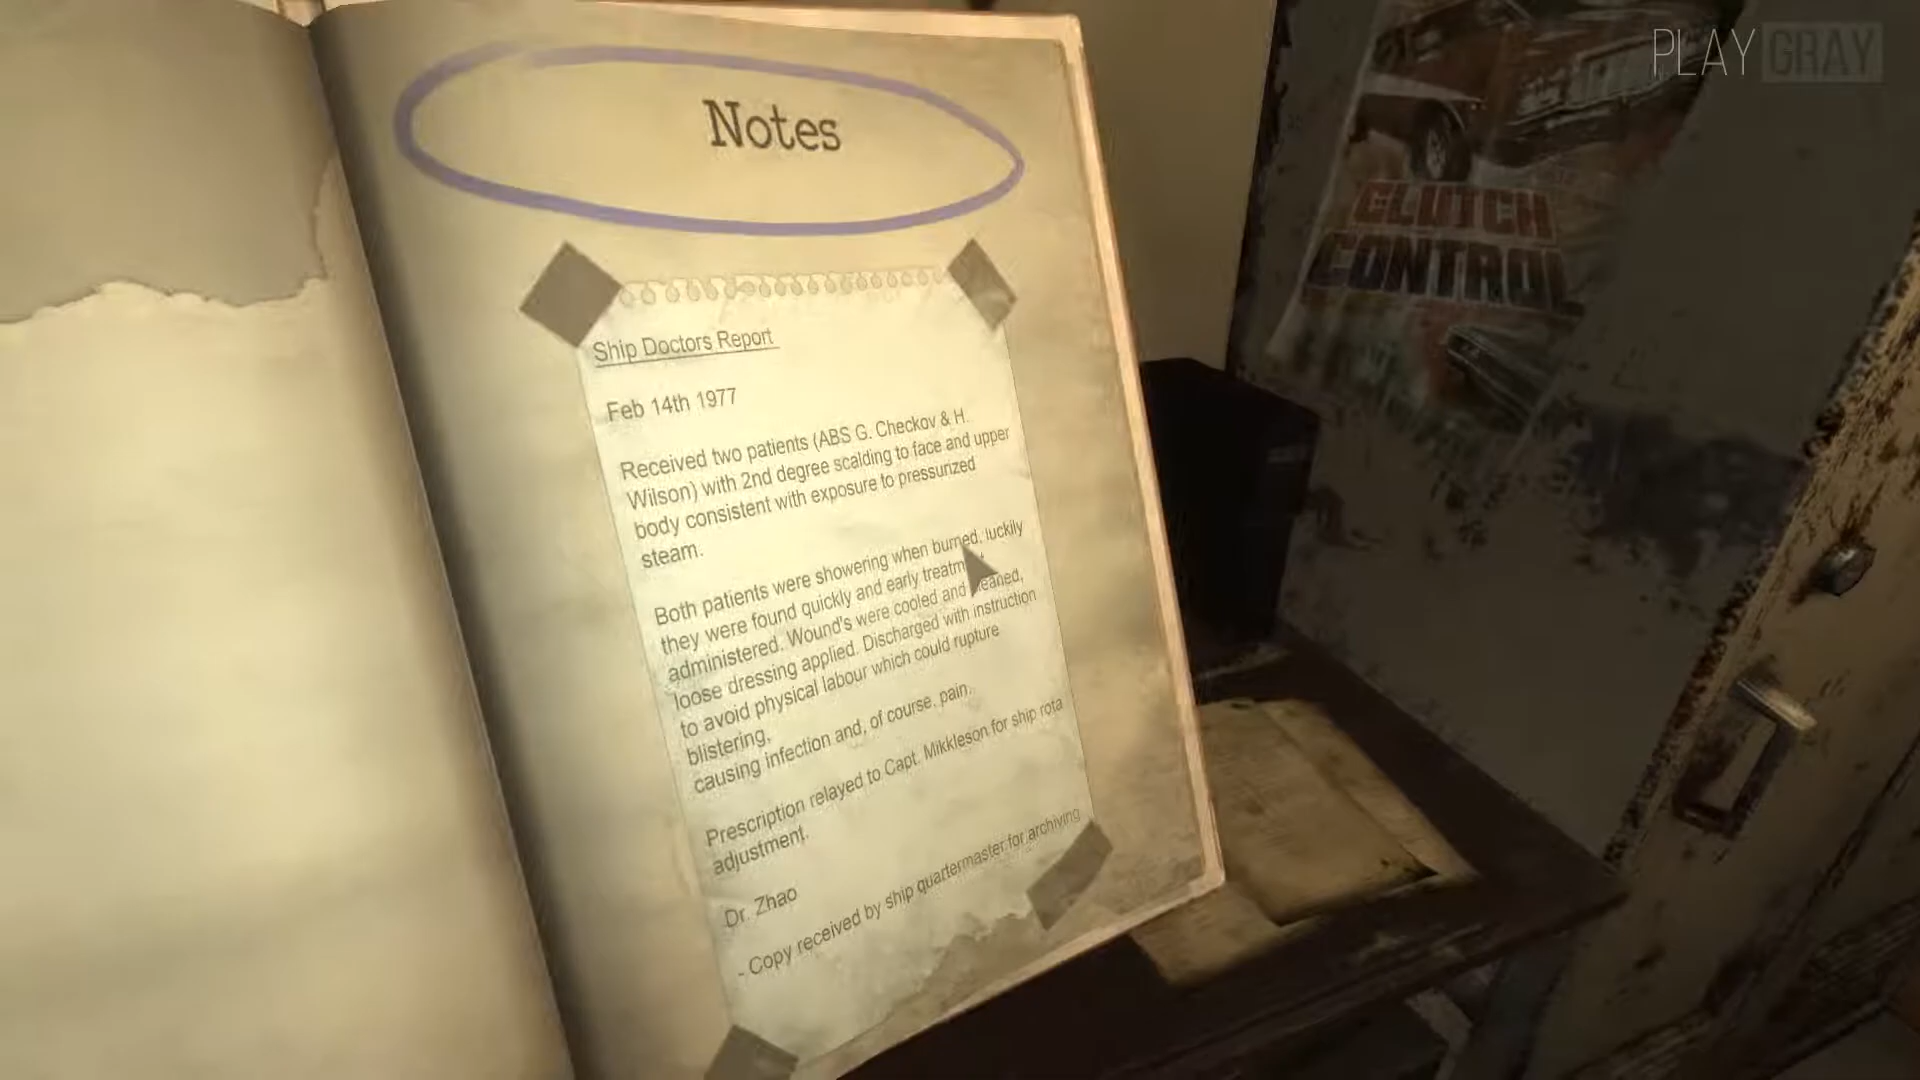 PLAY GRAY
Notes
CLUTCH
CONTROL
Ship Doctors Report
Feb 14th 1977
Received two patients (ABS G. Checkov & H.
Wilson) with 2nd degree scalding to face and upper
body consistent with exposure to pressurized
steam.
Both patients were showering when burned, luckily
they were found quickly and early treatment
administered. Wound's were cooled and cleaned,
loose dressing applied. Discharged with instruction
to avoid physical labour which could rupture
blistering,
causing infection and, of course, pain.
Prescription relayed to Capt. Mikkleson for ship rota
adjustment.
Dr. Zhao
- Copy received by ship quartermaster for archiving